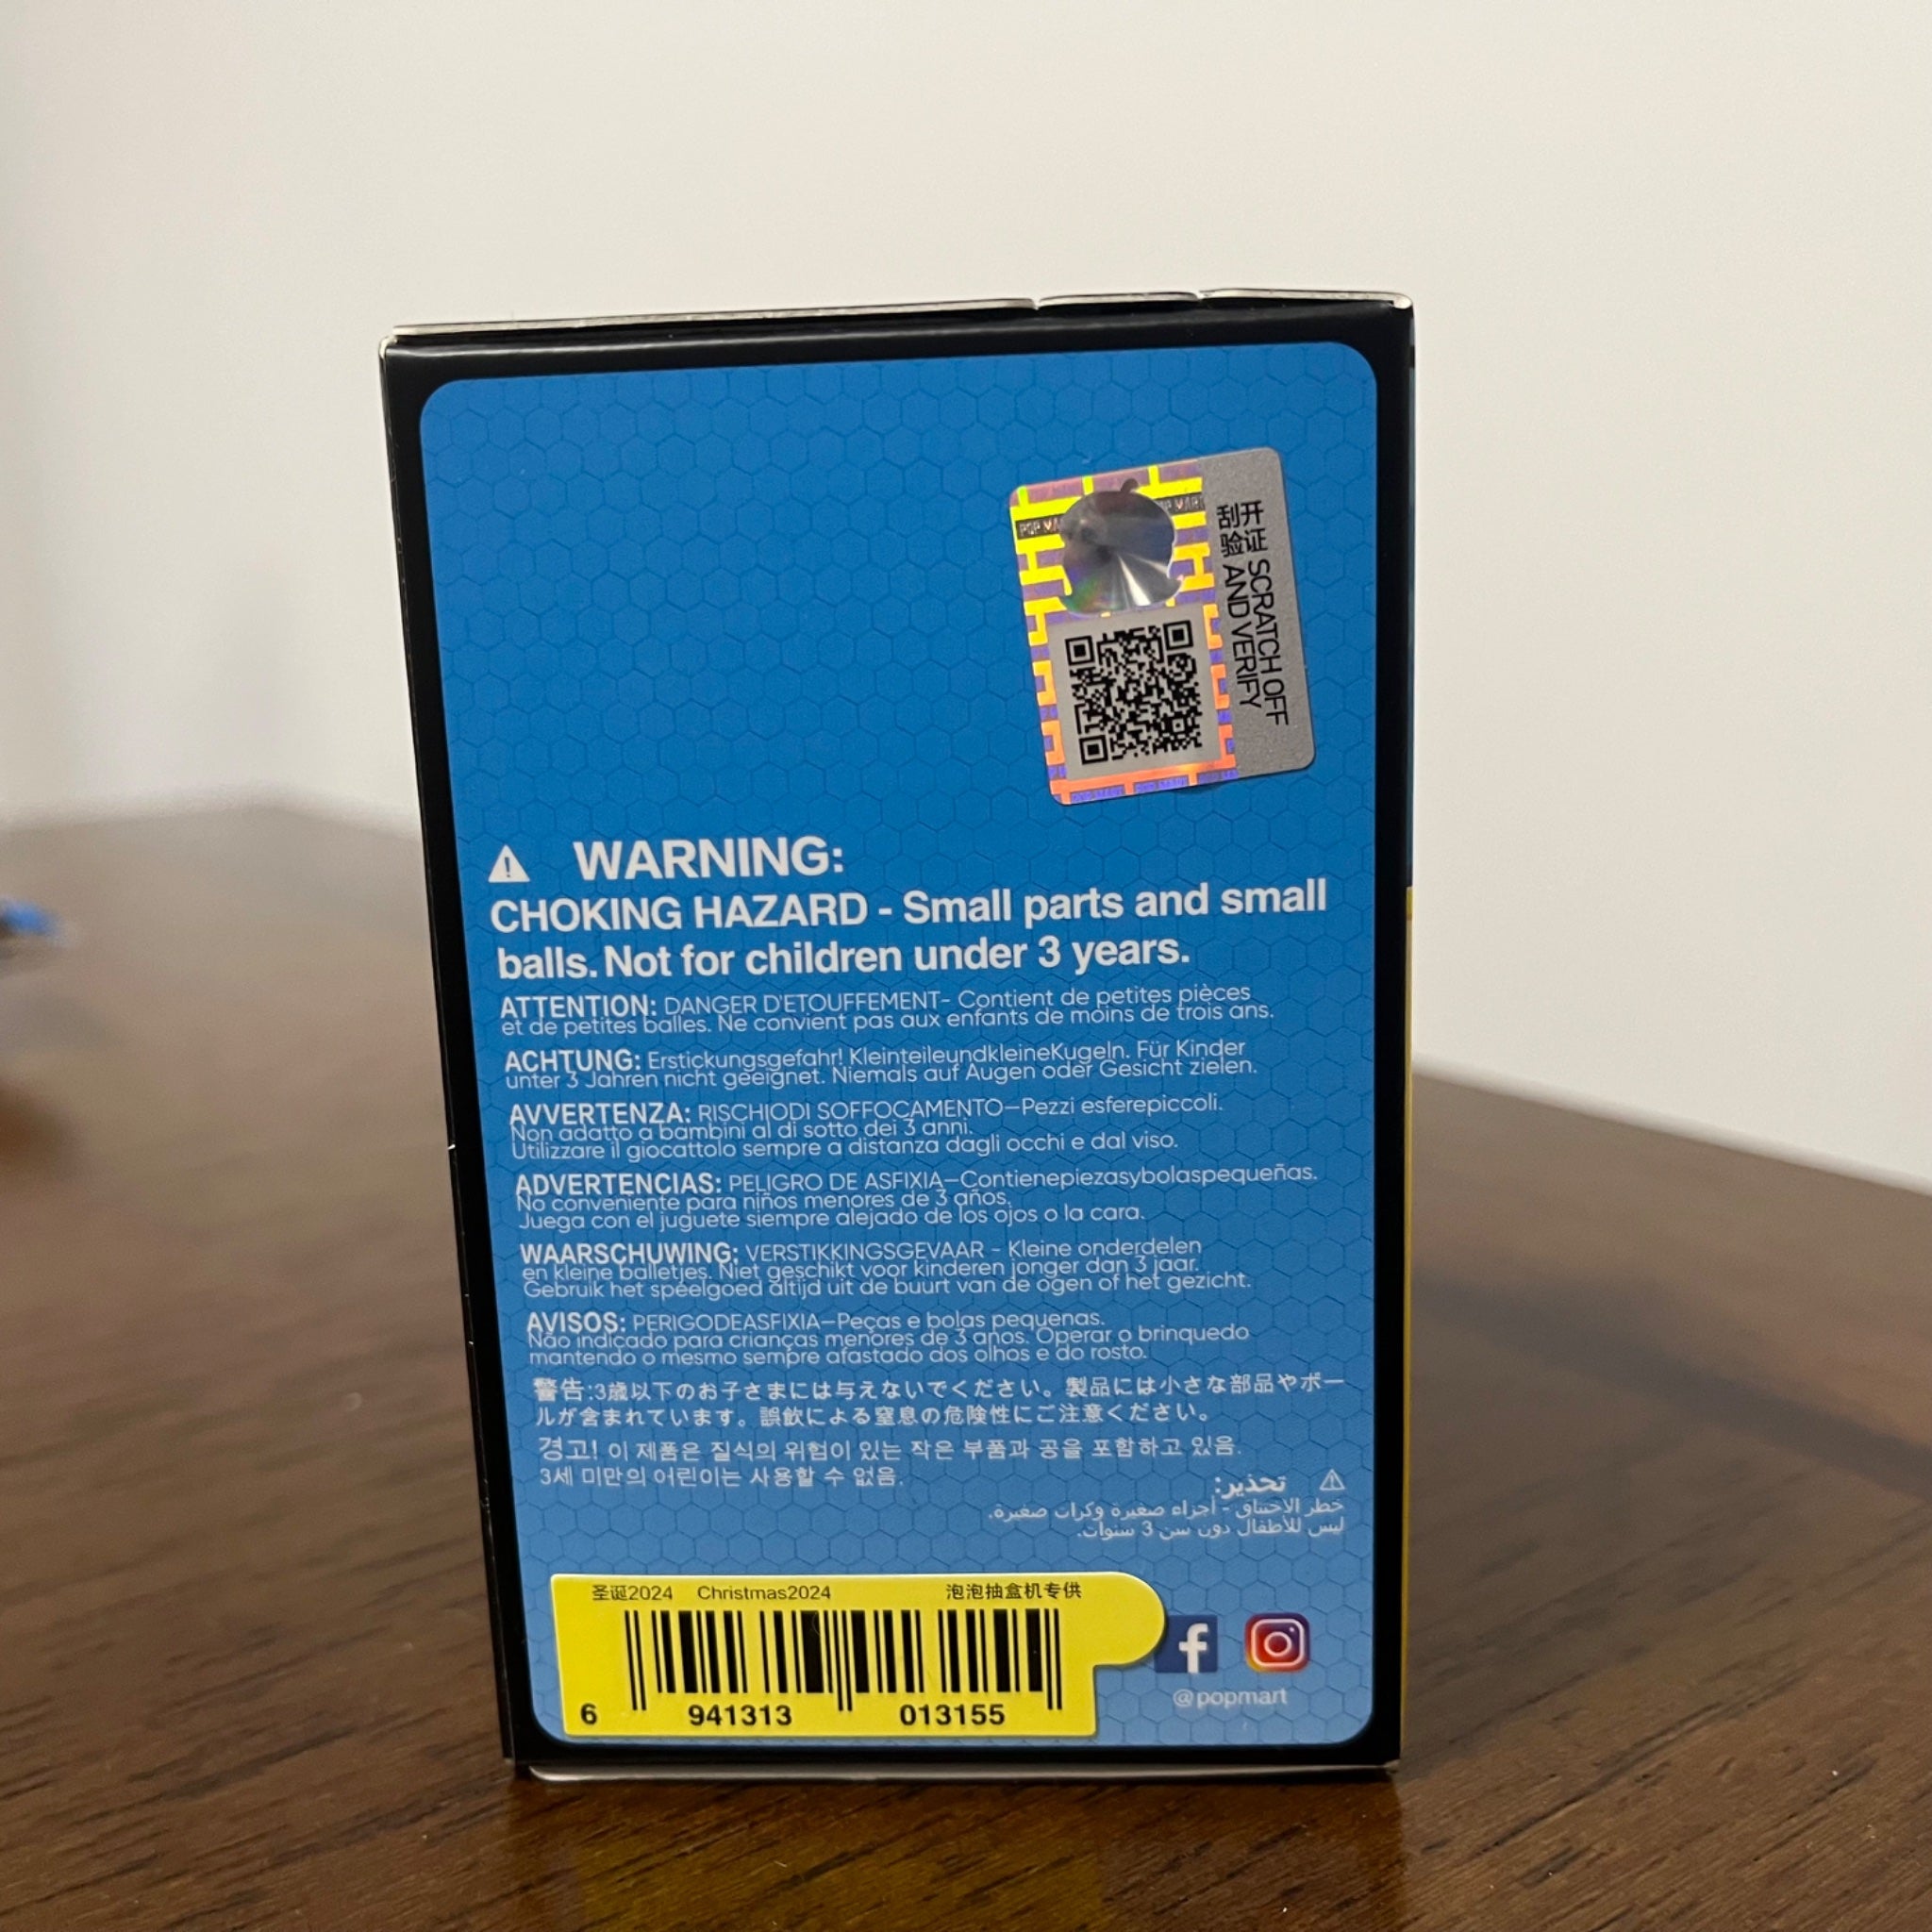 POP MART
刮开 SCRATCH OFF
验证 AND VERIFY
WARNING:
CHOKING HAZARD - Small parts and small
balls. Not for children under 3 years.
ATTENTION: DANGER D'ETOUFFEMENT- Contient de petites pièces
et de petites balles. Ne convient pas aux enfants de moins de trois ans.
ACHTUNG: Erstickungsgefahr! KleinteileundkleineKugeln. Für Kinder
unter 3 Jahren nicht geeignet. Niemals auf Augen oder Gesicht zielen.
AVVERTENZA: RISCHIODI SOFFOCAMENTO–Pezzi esferepiccoli.
Non adatto a bambini al di sotto dei 3 anni.
Utilizzare il giocattolo sempre a distanza dagli occhi e dal viso.
ADVERTENCIAS: PELIGRO DE ASFIXIA–Contienepiezasybolaspequeñas.
No conveniente para niños menores de 3 años.
Juega con el juguete siempre alejado de los ojos o la cara.
WAARSCHUWING: VERSTIKKINGSGEVAAR - Kleine onderdelen
en kleine balletjes. Niet geschikt voor kinderen jonger dan 3 jaar.
Gebruik het speelgoed altijd uit de buurt van de ogen of het gezicht.
AVISOS: PERIGODEASFIXIA–Peças e bolas pequenas.
Não indicado para crianças menores de 3 anos. Operar o brinquedo
mantendo o mesmo sempre afastado dos olhos e do rosto.
警告:3歳以下のお子さまには与えないでください。製品には小さな部品やボー
ルが含まれています。誤飲による窒息の危険性にご注意ください。
경고! 이 제품은 질식의 위험이 있는 작은 부품과 공을 포함하고 있음.
3세 미만의 어린이는 사용할 수 없음.
تحذير:
خطر الاختناق - أجزاء صغيرة وكرات صغيرة.
ليس للأطفال دون سن 3 سنوات.
圣诞2024 Christmas2024 泡泡抽盒机专供
6 941313 013155
@popmart